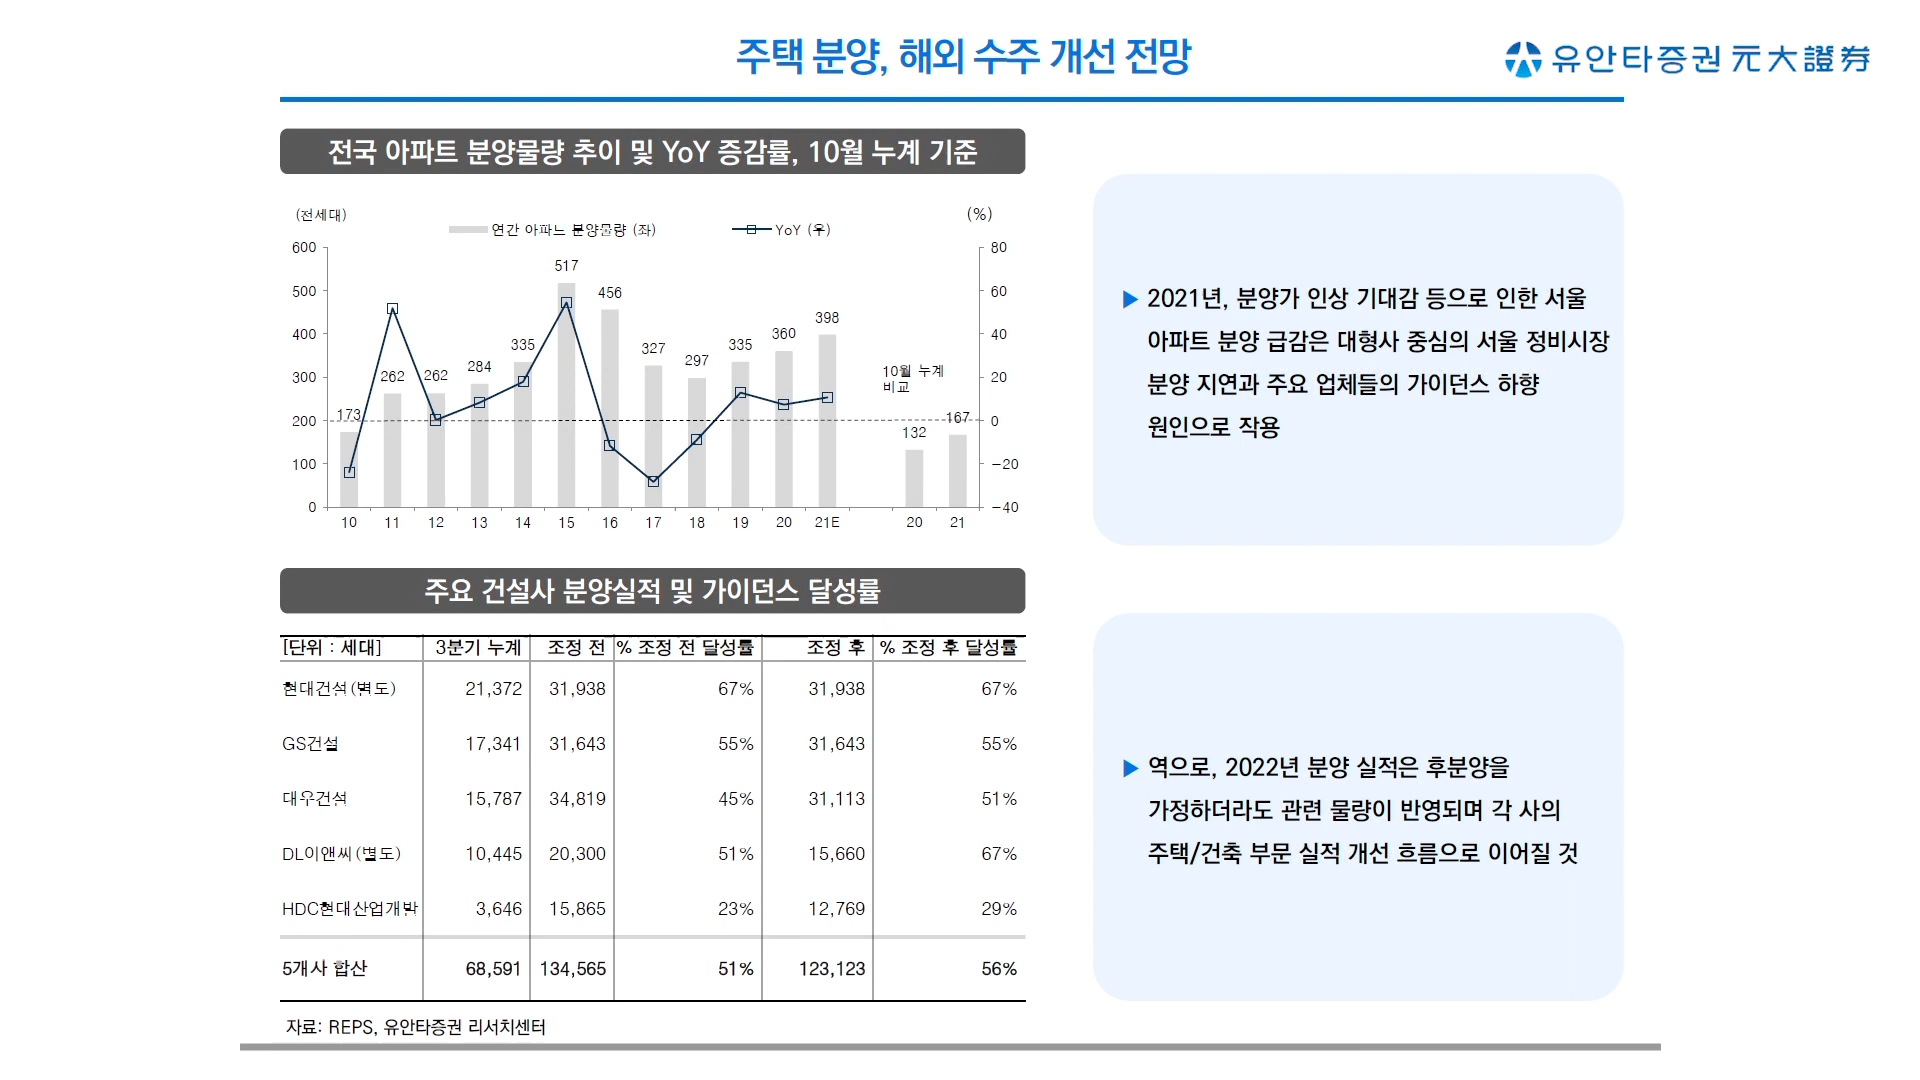 주택 분양, 해외 수주 개선 전망
유안타증권 元大證券
전국 아파트 분양물량 추이 및 YoY 증감률, 10월 누계 기준
(전세대)
(%)
연간 아파트 분양물량 (좌)
YoY (우)
600
500
400
300
200
100
0
80
60
40
20
0
−20
−40
173
262
262
284
335
517
456
327
297
335
360
398
10월 누계
비교
132
167
10 11 12 13 14 15 16 17 18 19 20 21E 20 21
주요 건설사 분양실적 및 가이던스 달성률
[단위 : 세대] 3분기 누계 조정 전 % 조정 전 달성률 조정 후 % 조정 후 달성률
현대건설(별도) 21,372 31,938 67% 31,938 67%
GS건설 17,341 31,643 55% 31,643 55%
대우건설 15,787 34,819 45% 31,113 51%
DL이앤씨(별도) 10,445 20,300 51% 15,660 67%
HDC현대산업개발 3,646 15,865 23% 12,769 29%
5개사 합산 68,591 134,565 51% 123,123 56%
자료: REPS, 유안타증권 리서치센터
▶ 2021년, 분양가 인상 기대감 등으로 인한 서울
아파트 분양 급감은 대형사 중심의 서울 정비시장
분양 지연과 주요 업체들의 가이던스 하향
원인으로 작용
▶ 역으로, 2022년 분양 실적은 후분양을
가정하더라도 관련 물량이 반영되며 각 사의
주택/건축 부문 실적 개선 흐름으로 이어질 것